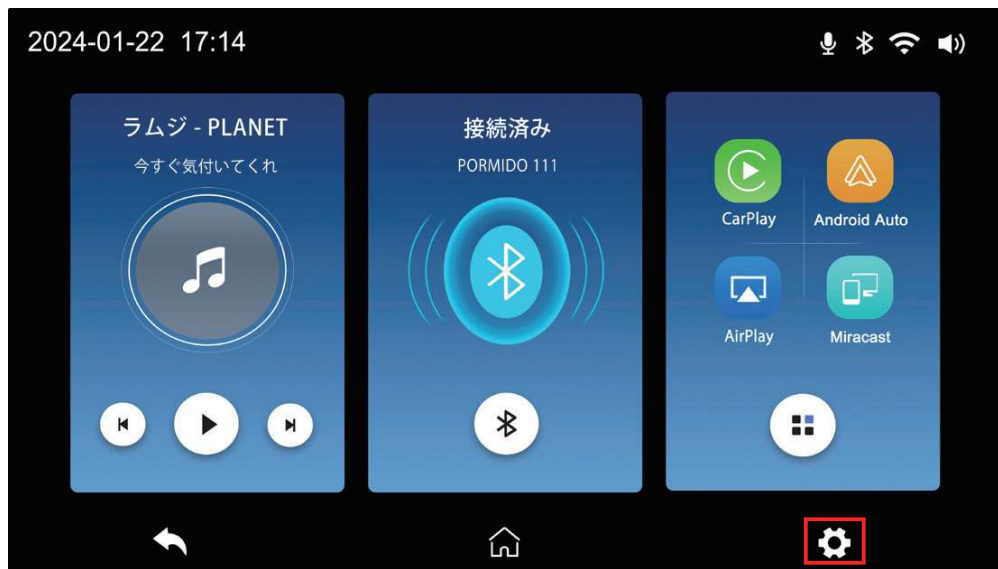 2024-01-22 17:14
ラムジ - PLANET
今すぐ気付いてくれ
接続済み
PORMIDO 111
CarPlay
Android Auto
AirPlay
Miracast